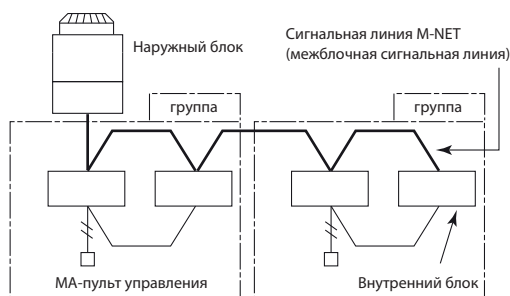 Наружный блок
Сигнальная линия M-NET
(межблочная сигнальная линия)
группа
группа
МА-пульт управления
Внутренний блок